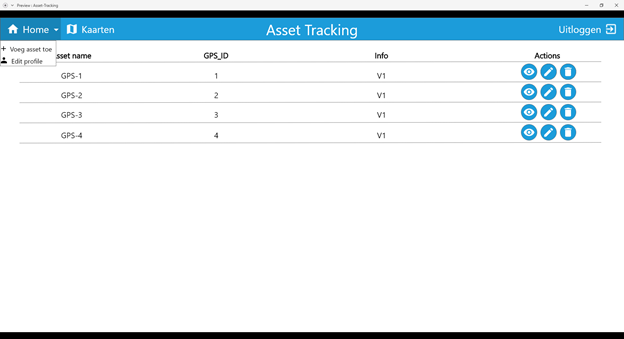 Preview - Asset-Tracking
Home Kaarten Asset Tracking Uitloggen
Voeg asset toe
Edit profile
sset name GPS_ID Info Actions
GPS-1 1 V1
GPS-2 2 V1
GPS-3 3 V1
GPS-4 4 V1